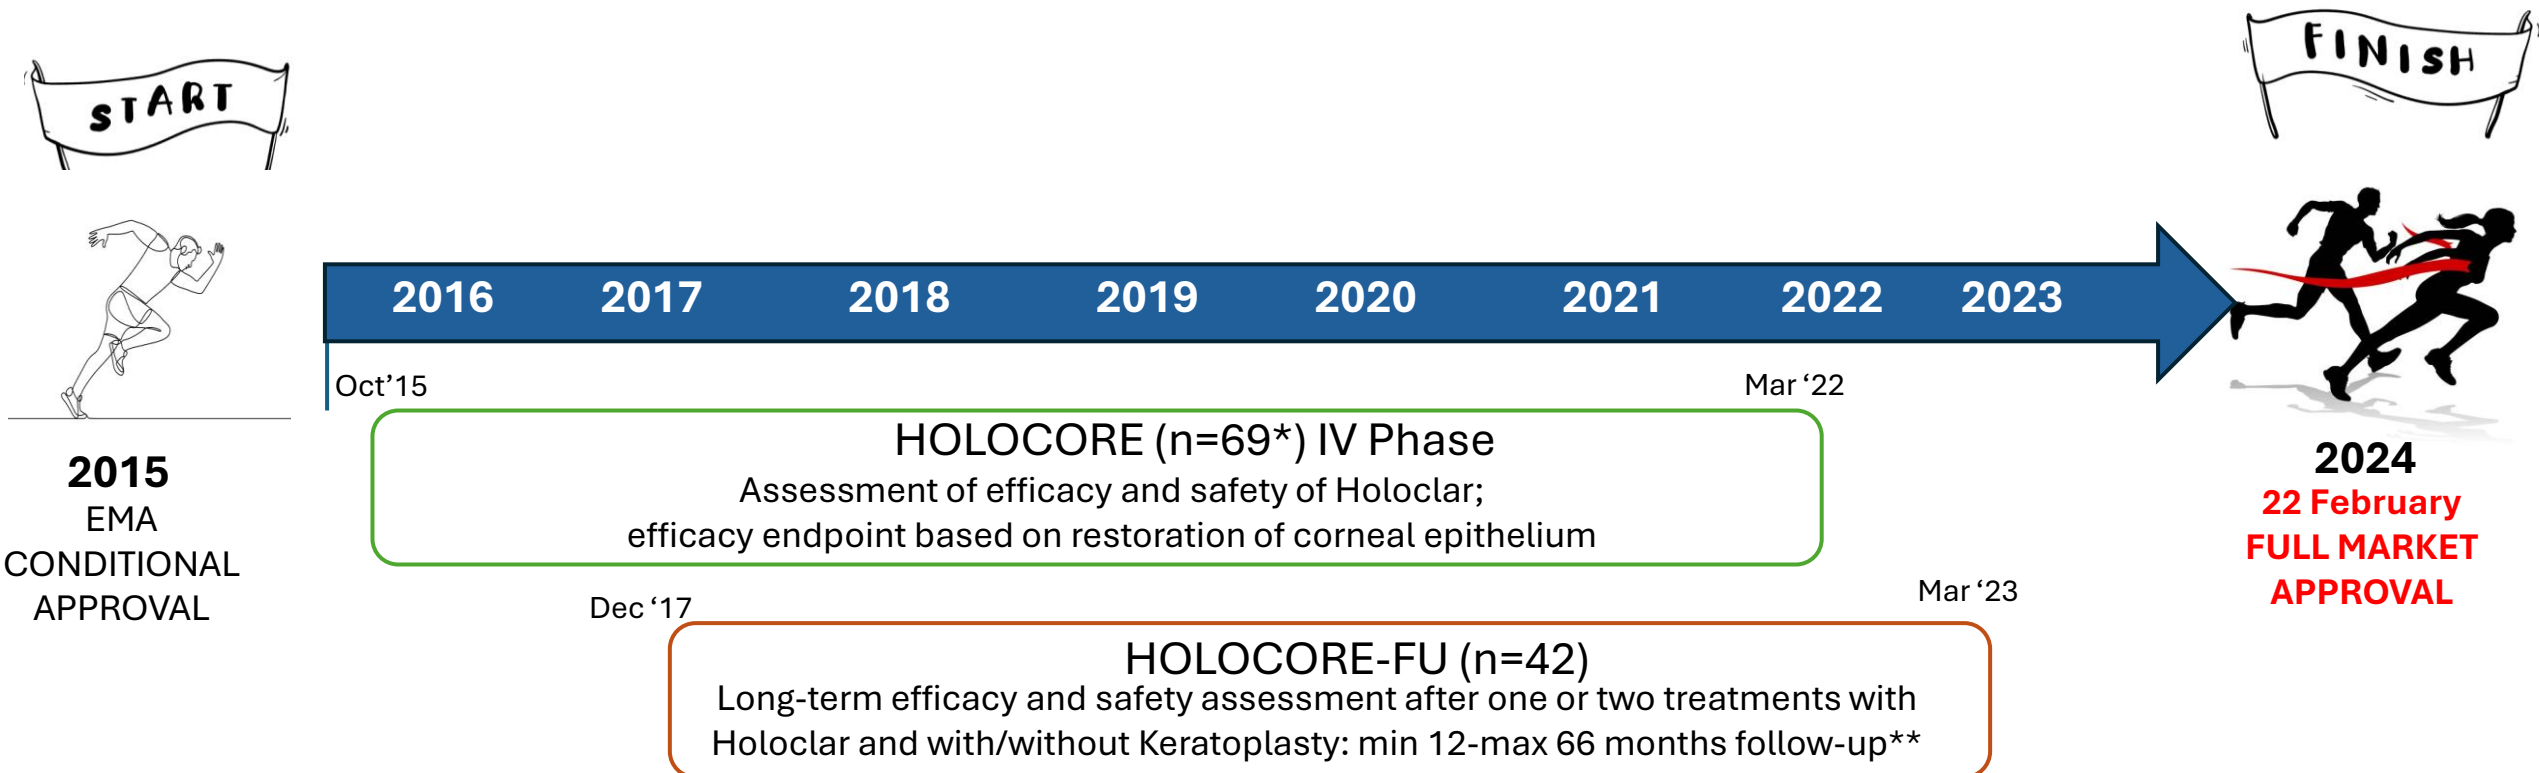 START
FINISH
2016 2017 2018 2019 2020 2021 2022 2023
Oct’15
Mar ‘22
HOLOCORE (n=69*) IV Phase
Assessment of efficacy and safety of Holoclar;
efficacy endpoint based on restoration of corneal epithelium
2015
EMA
CONDITIONAL
APPROVAL
2024
22 February
FULL MARKET
APPROVAL
Dec ‘17
Mar ‘23
HOLOCORE-FU (n=42)
Long-term efficacy and safety assessment after one or two treatments with
Holoclar and with/without Keratoplasty: min 12-max 66 months follow-up**